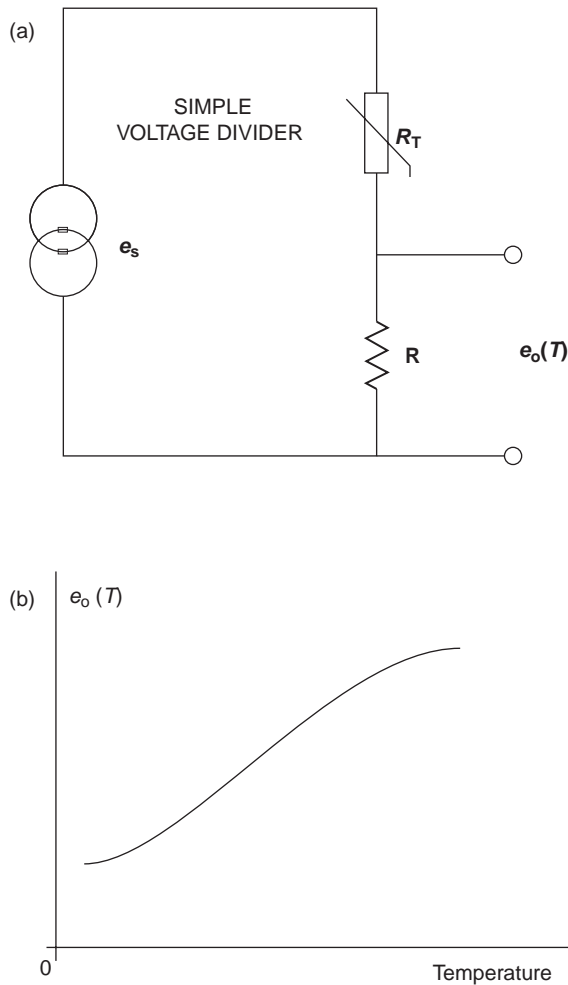 (a)
SIMPLE
VOLTAGE DIVIDER
R_T
e_s
R
e_o(T)
(b)
e_o (T)
0
Temperature